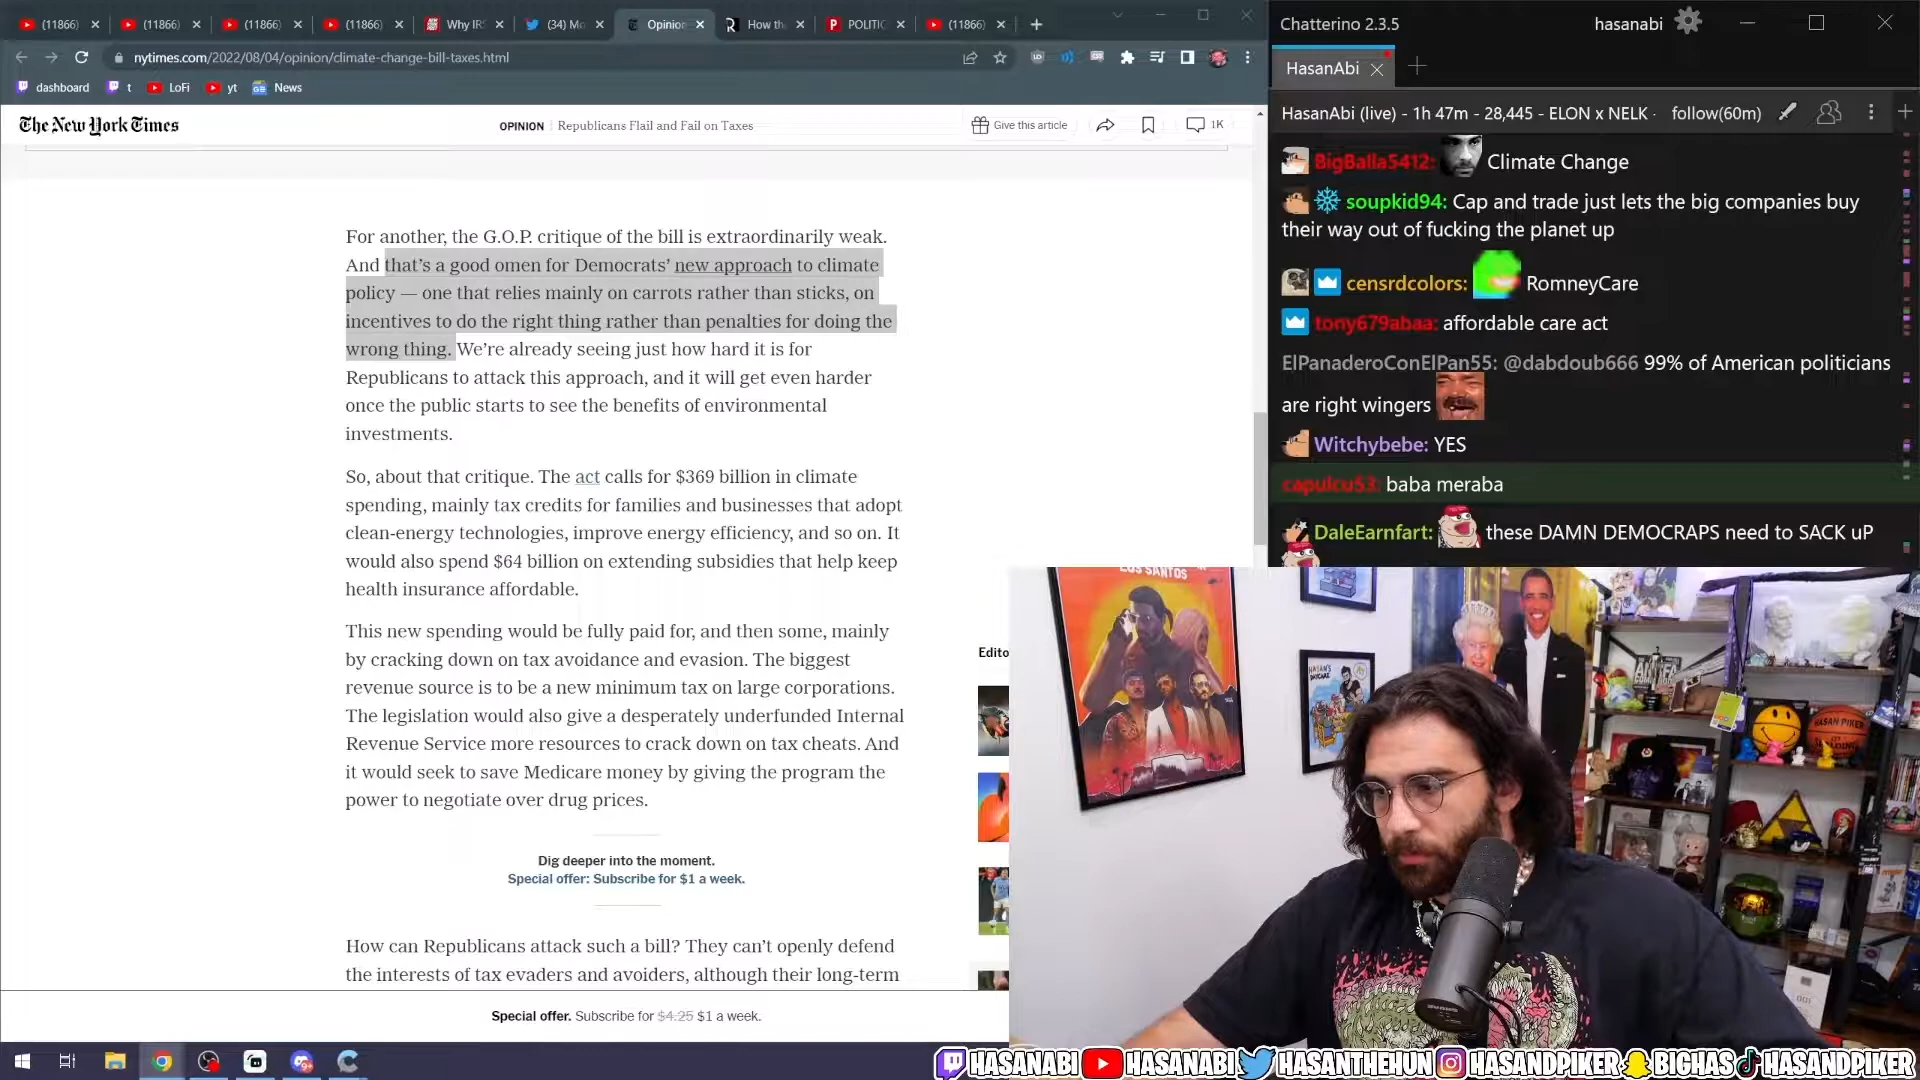 (11866)
(11866)
(11866)
(11866)
Why IRS
(34) Mo
Opinion
How th
POLITIC
(11866)
nytimes.com/2022/08/04/opinion/climate-change-bill-taxes.html
dashboard
t
LoFi
yt
News
The New York Times
OPINION | Republicans Flail and Fail on Taxes
Give this article
1K
For another, the G.O.P. critique of the bill is extraordinarily weak.
And that's a good omen for Democrats' new approach to climate
policy — one that relies mainly on carrots rather than sticks, on
incentives to do the right thing rather than penalties for doing the
wrong thing. We're already seeing just how hard it is for
Republicans to attack this approach, and it will get even harder
once the public starts to see the benefits of environmental
investments.
So, about that critique. The act calls for $369 billion in climate
spending, mainly tax credits for families and businesses that adopt
clean-energy technologies, improve energy efficiency, and so on. It
would also spend $64 billion on extending subsidies that help keep
health insurance affordable.
This new spending would be fully paid for, and then some, mainly
by cracking down on tax avoidance and evasion. The biggest
revenue source is to be a new minimum tax on large corporations.
The legislation would also give a desperately underfunded Internal
Revenue Service more resources to crack down on tax cheats. And
it would seek to save Medicare money by giving the program the
power to negotiate over drug prices.
Dig deeper into the moment.
Special offer: Subscribe for $1 a week.
How can Republicans attack such a bill? They can't openly defend
the interests of tax evaders and avoiders, although their long-term
Special offer. Subscribe for $4.25 $1 a week.
Edito
Chatterino 2.3.5
hasanabi
HasanAbi
HasanAbi (live) - 1h 47m - 28,445 - ELON x NELK · follow(60m)
BigBalla5412: Climate Change
soupkid94: Cap and trade just lets the big companies buy
their way out of fucking the planet up
censrdcolors: RomneyCare
tony679abaa: affordable care act
ElPanaderoConElPan55: @dabdoub666 99% of American politicians
are right wingers
Witchybebe: YES
capulcu53: baba meraba
DaleEarnfart: these DAMN DEMOCRAPS need to SACK uP
LOS SANTOS
HASAN PIKER
HASANABI
HASANABI
HASANTHEHUN
HASANDPIKER
BIGHAS
HASANDPIKER